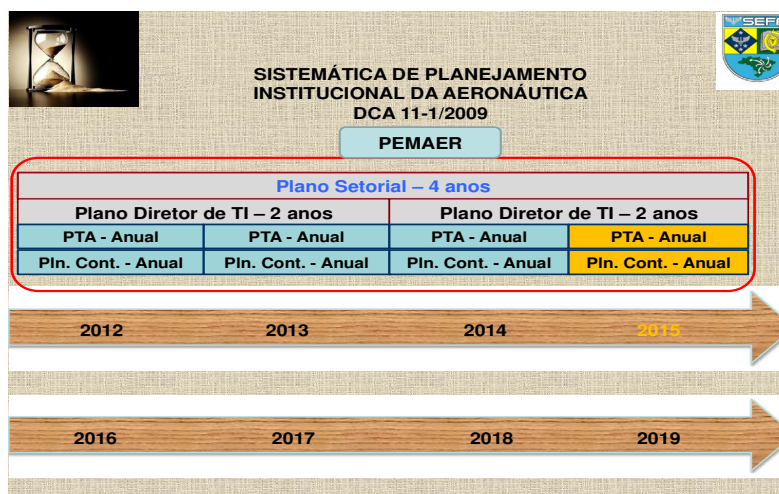 SISTEMÁTICA DE PLANEJAMENTO
INSTITUCIONAL DA AERONÁUTICA
DCA 11-1/2009
PEMAER
Plano Setorial – 4 anos
Plano Diretor de TI – 2 anos Plano Diretor de TI – 2 anos
PTA - Anual PTA - Anual PTA - Anual PTA - Anual
Pln. Cont. - Anual Pln. Cont. - Anual Pln. Cont. - Anual Pln. Cont. - Anual
2012 2013 2014 2015
2016 2017 2018 2019